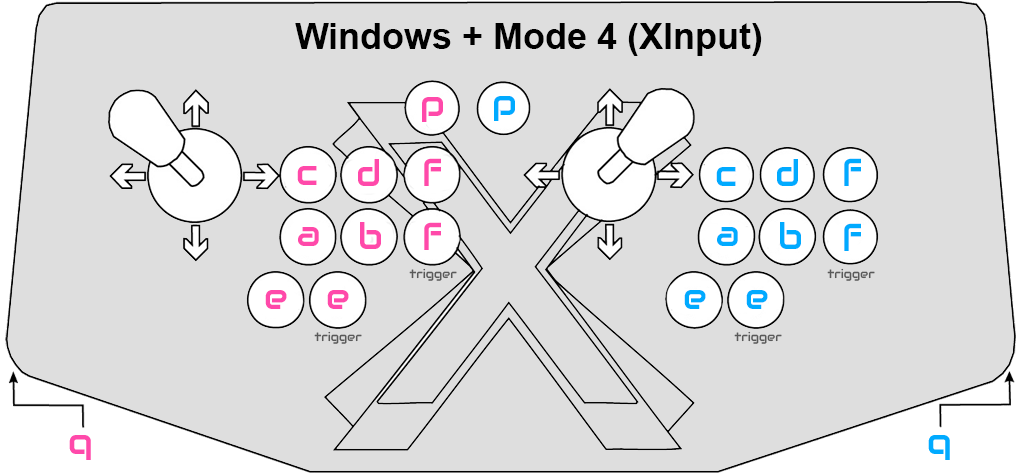 Windows + Mode 4 (XInput)
p p
c d F c d F
a b F a b F
trigger trigger
e e e e
trigger trigger
q q